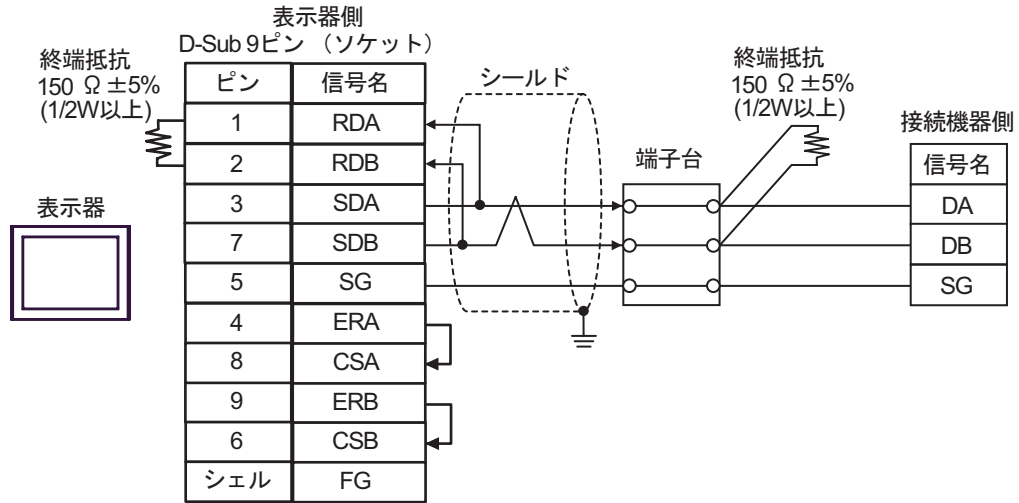 表示器側
D-Sub 9ピン （ソケット）
終端抵抗
150 Ω ±5%
(1/2W以上)
表示器
ピン 信号名
1 RDA
2 RDB
3 SDA
7 SDB
5 SG
4 ERA
8 CSA
9 ERB
6 CSB
シェル FG
シールド
端子台
終端抵抗
150 Ω ±5%
(1/2W以上)
接続機器側
信号名
DA
DB
SG